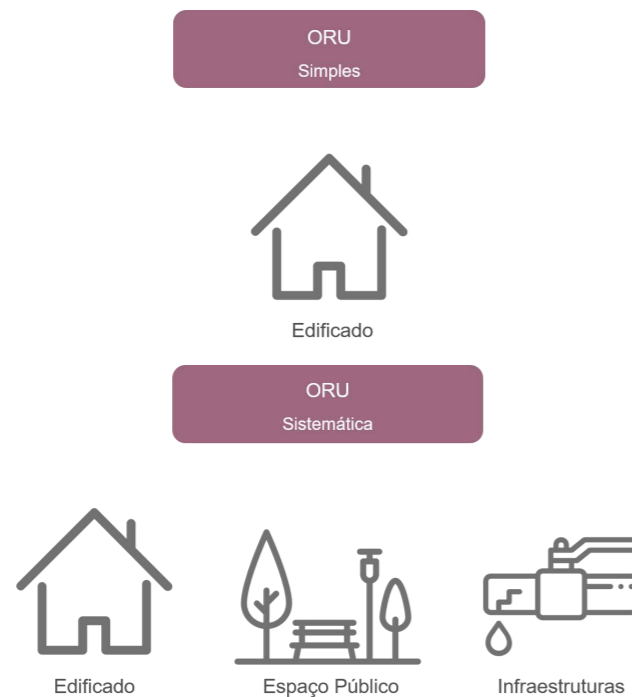 ORU
Simples
Edificado
ORU
Sistemática
Edificado
Espaço Público
Infraestruturas